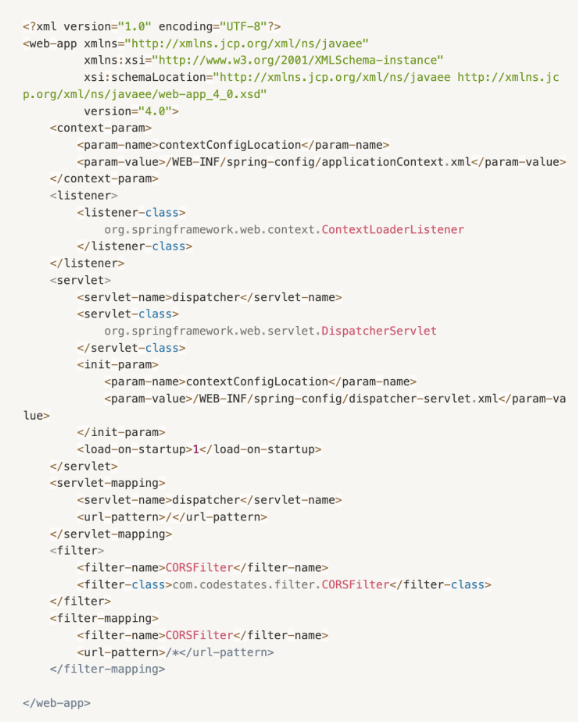 <?xml version="1.0" encoding="UTF-8"?>
<web-app xmlns="http://xmlns.jcp.org/xml/ns/javaee"
         xmlns:xsi="http://www.w3.org/2001/XMLSchema-instance"
         xsi:schemaLocation="http://xmlns.jcp.org/xml/ns/javaee http://xmlns.jc
p.org/xml/ns/javaee/web-app_4_0.xsd"
         version="4.0">
    <context-param>
        <param-name>contextConfigLocation</param-name>
        <param-value>/WEB-INF/spring-config/applicationContext.xml</param-value>
    </context-param>
    <listener>
        <listener-class>
            org.springframework.web.context.ContextLoaderListener
        </listener-class>
    </listener>
    <servlet>
        <servlet-name>dispatcher</servlet-name>
        <servlet-class>
            org.springframework.web.servlet.DispatcherServlet
        </servlet-class>
        <init-param>
            <param-name>contextConfigLocation</param-name>
            <param-value>/WEB-INF/spring-config/dispatcher-servlet.xml</param-va
lue>
        </init-param>
        <load-on-startup>1</load-on-startup>
    </servlet>
    <servlet-mapping>
        <servlet-name>dispatcher</servlet-name>
        <url-pattern>/</url-pattern>
    </servlet-mapping>
    <filter>
        <filter-name>CORSFilter</filter-name>
        <filter-class>com.codestates.filter.CORSFilter</filter-class>
    </filter>
    <filter-mapping>
        <filter-name>CORSFilter</filter-name>
        <url-pattern>/*</url-pattern>
    </filter-mapping>

</web-app>